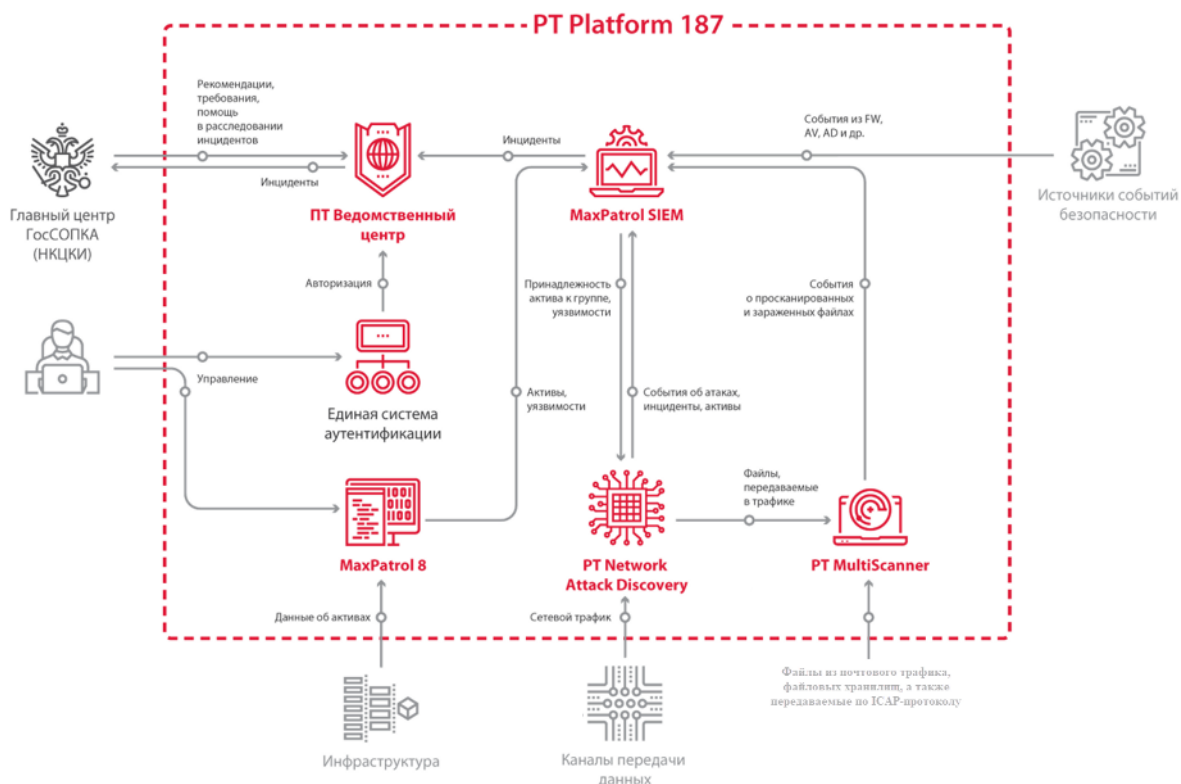 PT Platform 187
Рекомендации,
требования,
помощь
в расследовании
инцидентов
Инциденты
События из FW,
AV, AD и др.
Инциденты
Главный центр
ГосСОПКА
(НКЦКИ)
ПТ Ведомственный
центр
MaxPatrol SIEM
Источники событий
безопасности
Авторизация
Принадлежность
актива к группе,
уязвимости
События
о просканированных
и зараженных файлах
Управление
Единая система
аутентификации
Активы,
уязвимости
События об атаках,
инциденты, активы
Файлы,
передаваемые
в трафике
MaxPatrol 8
PT Network
Attack Discovery
PT MultiScanner
Данные об активах
Сетевой трафик
Файлы из почтового трафика,
файловых хранилищ, а также
передаваемые по ICAP-протоколу
Инфраструктура
Каналы передачи
данных